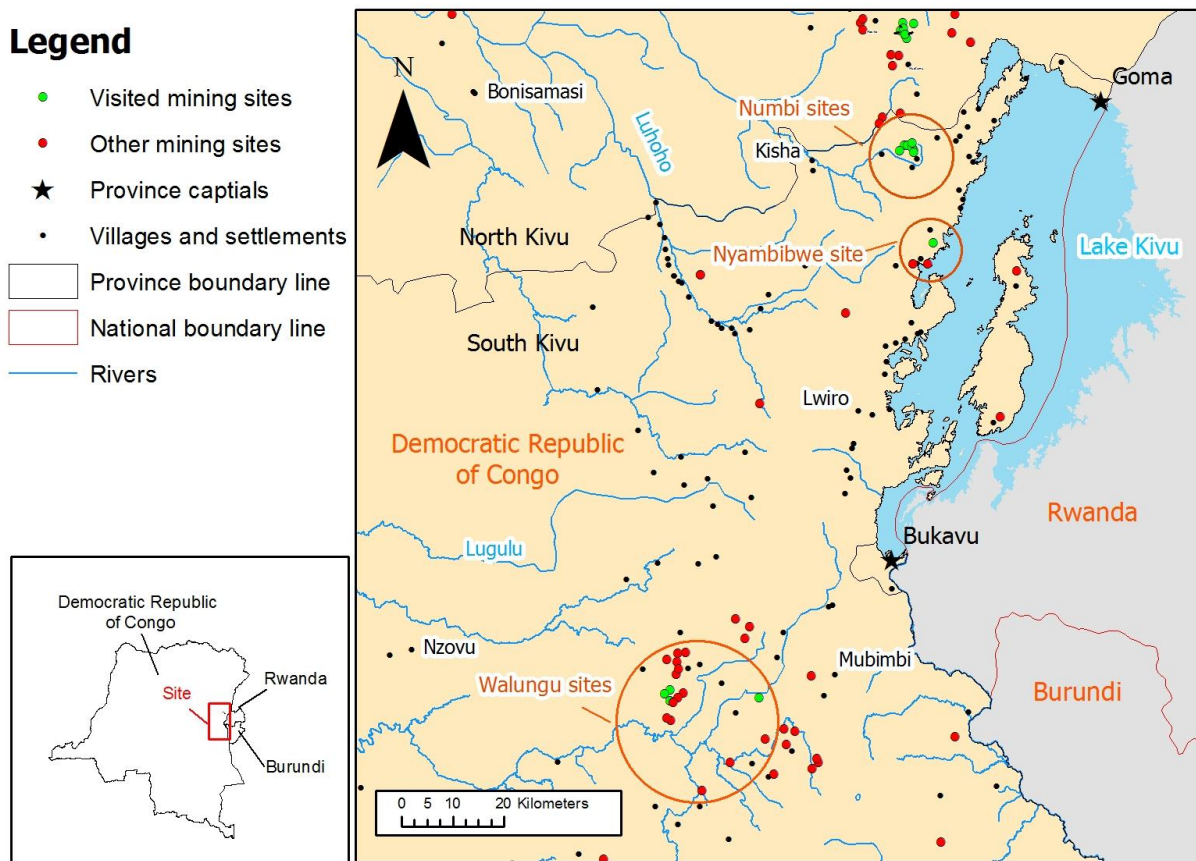 Legend
Visited mining sites
Other mining sites
Province captials
Villages and settlements
Province boundary line
National boundary line
Rivers
N
Bonisamasi
Luhoho
Numbi sites
Kisha
Goma
North Kivu
Nyambibwe site
Lake Kivu
South Kivu
Lwiro
Democratic Republic
of Congo
Rwanda
Bukavu
Lugulu
Nzovu
Mubimbi
Walungu sites
Burundi
0 5 10 20 Kilometers
Democratic Republic
of Congo
Site
Rwanda
Burundi